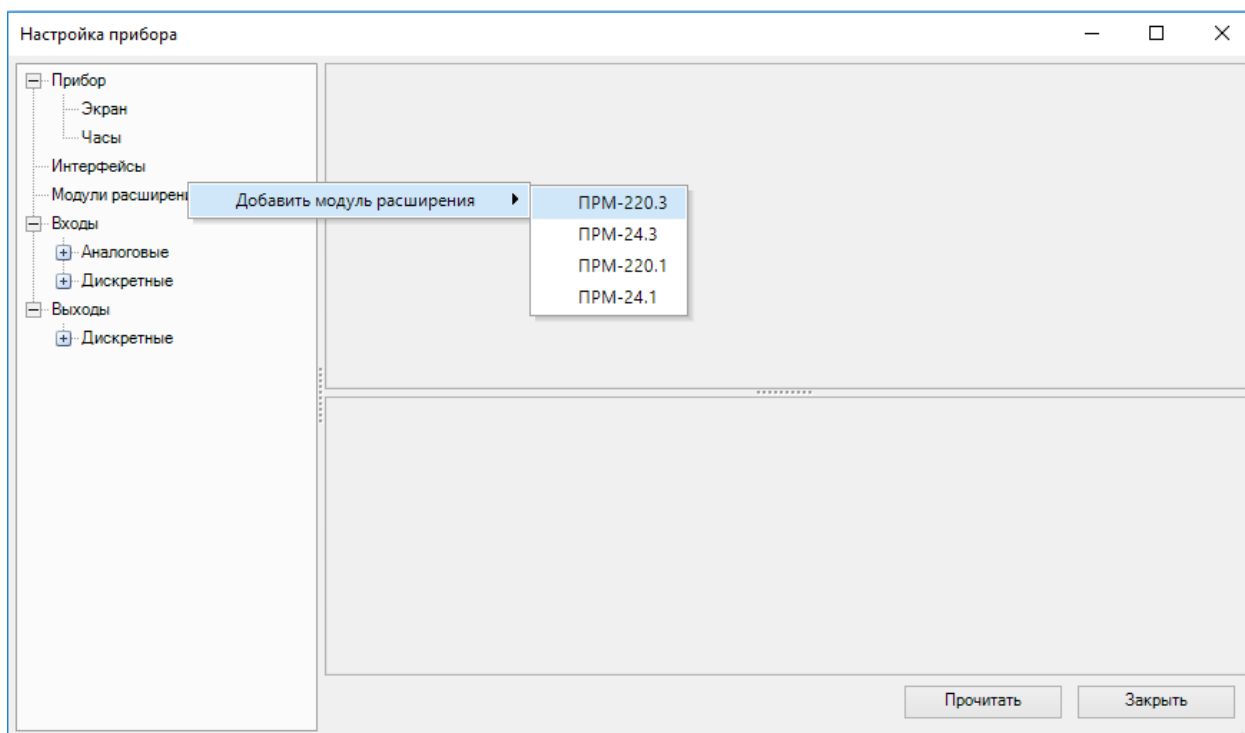 Настройка прибора
Прибор
Экран
Часы
Интерфейсы
Модули расширени
Добавить модуль расширения
ПРМ-220.3
ПРМ-24.3
ПРМ-220.1
ПРМ-24.1
Входы
Аналоговые
Дискретные
Выходы
Дискретные
Прочитать
Закрыть